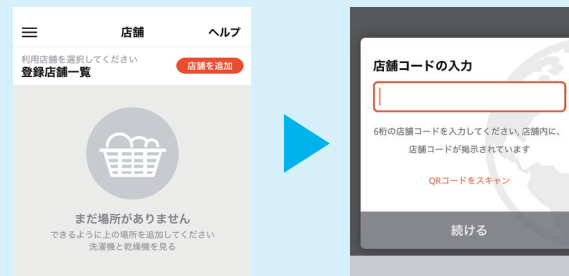 店舗
ヘルプ
利用店舗を選択してください
登録店舗一覧
店舗を追加
まだ場所がありません
できるように上の場所を追加してください
洗濯機と乾燥機を見る
店舗コードの入力
6桁の店舗コードを入力してください, 店舗内に、
店舗コードが掲示されています
QRコードをスキャン
続ける